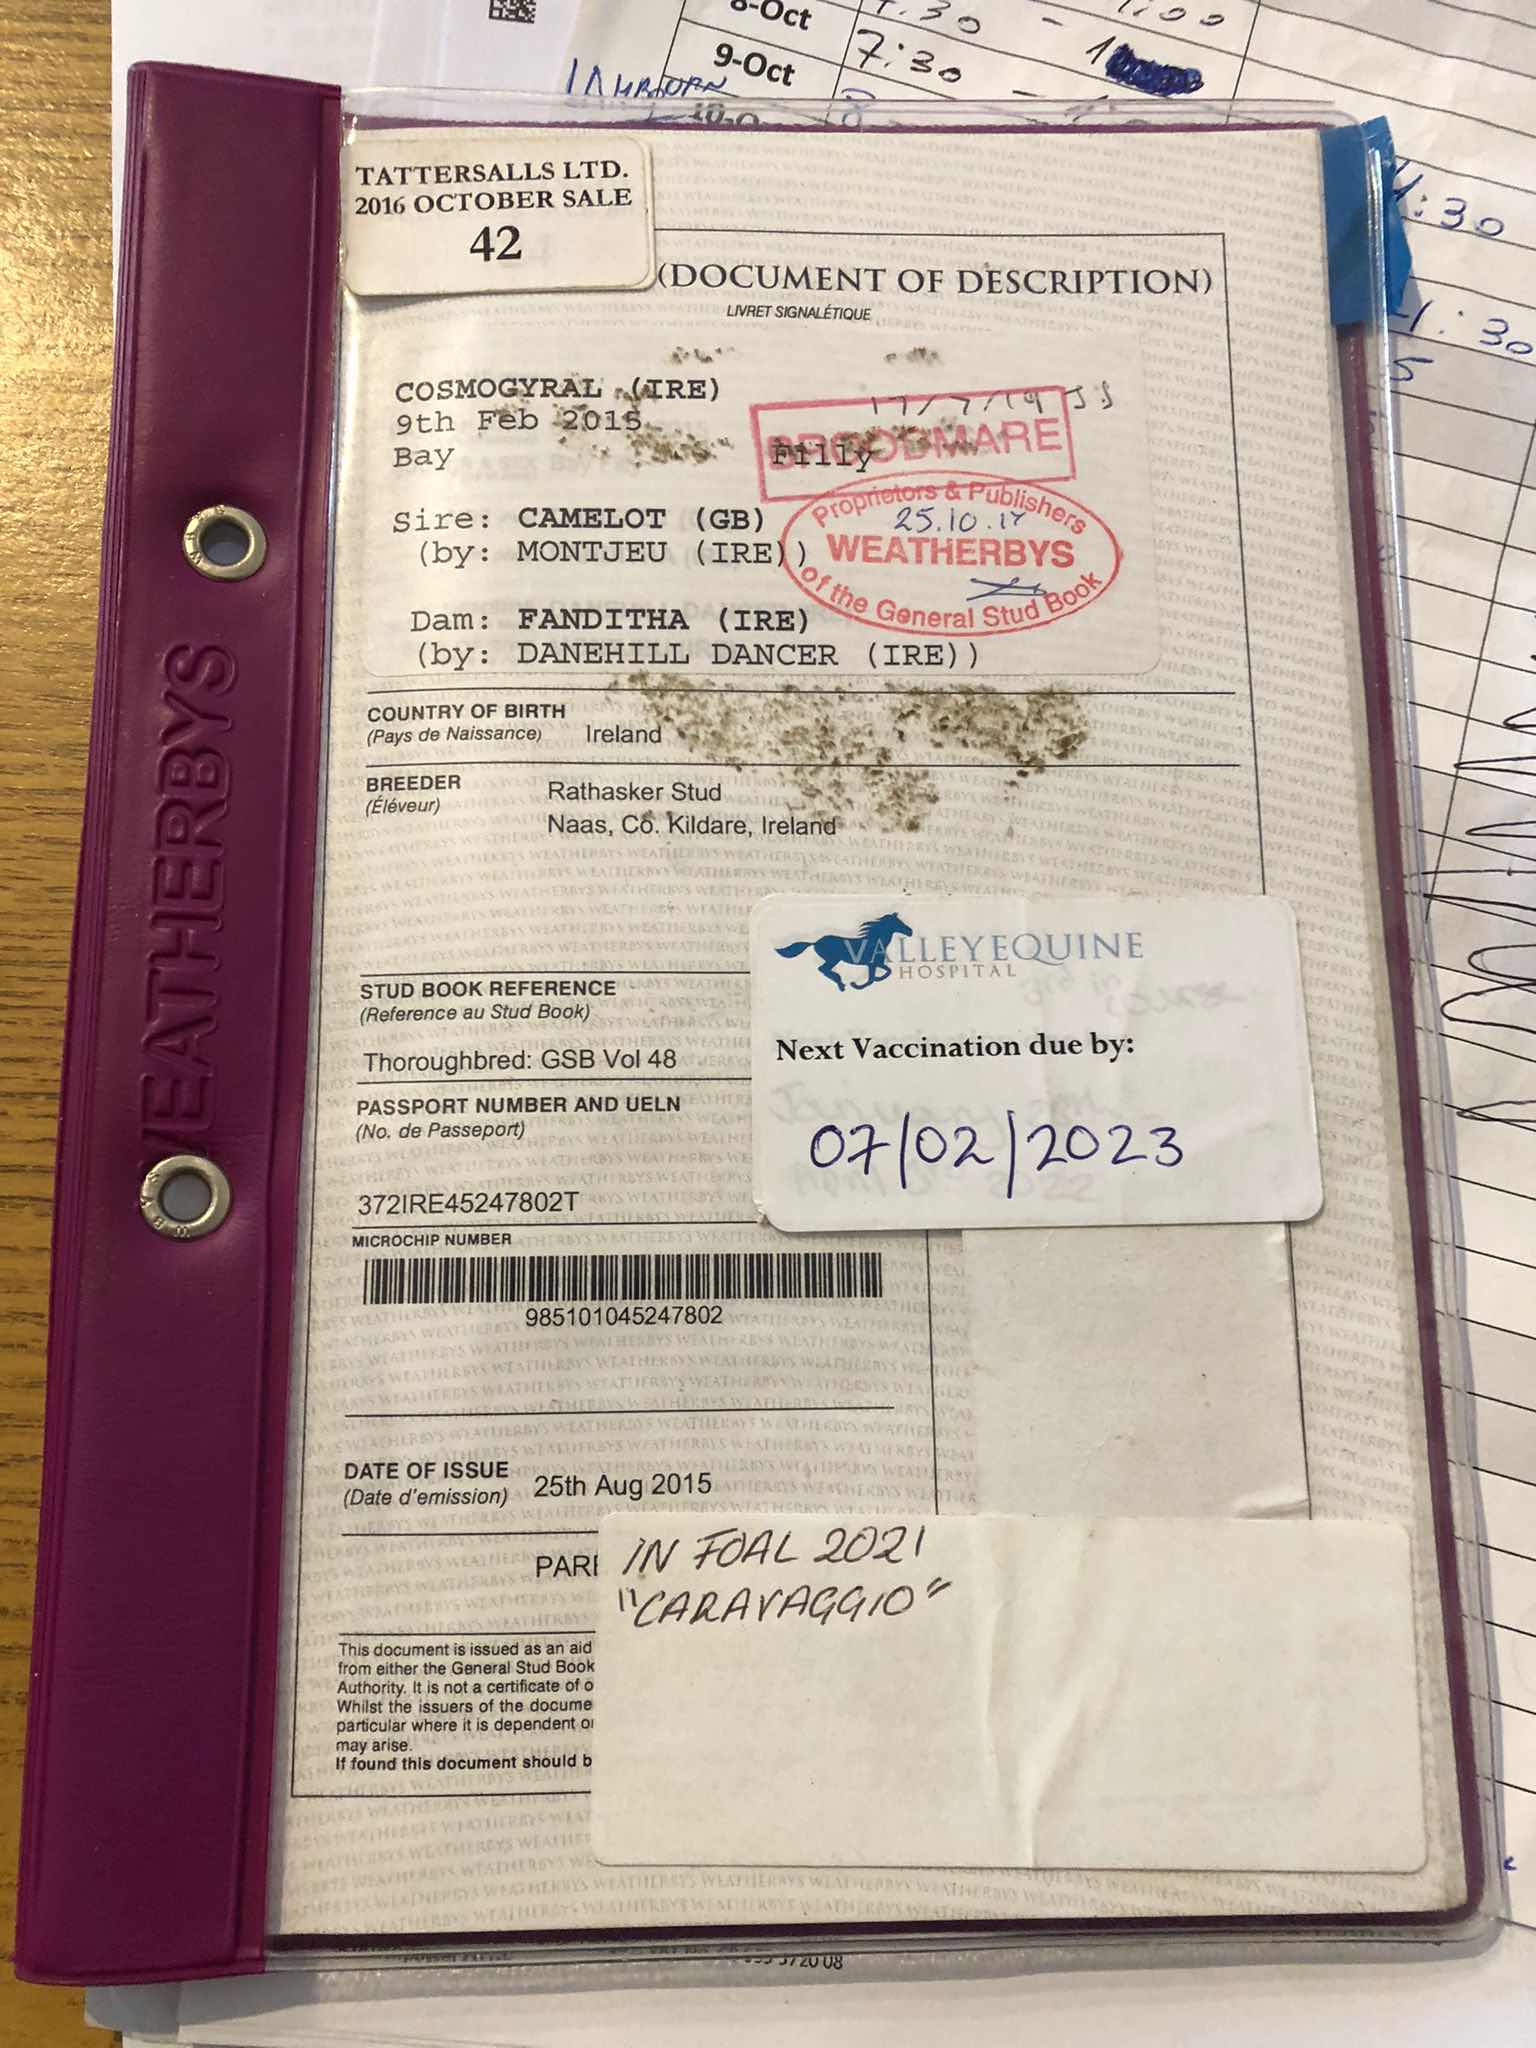 8-Oct
9-Oct 7:30 -
TATTERSALLS LTD.
2016 OCTOBER SALE
42
(DOCUMENT OF DESCRIPTION)
LIVRET SIGNALÉTIQUE
COSMOGYRAL (IRE)
17/7/19 J.S
9th Feb 2015
BROODMARE
Bay Filly
Sire: CAMELOT (GB)
(by: MONTJEU (IRE))
Proprietors & Publishers
25.10.17
WEATHERBYS
of the General Stud Book
Dam: FANDITHA (IRE)
(by: DANEHILL DANCER (IRE))
COUNTRY OF BIRTH
(Pays de Naissance) Ireland
BREEDER
(Éléveur)
Rathasker Stud
Naas, Co. Kildare, Ireland
STUD BOOK REFERENCE
(Reference au Stud Book)
Thoroughbred: GSB Vol 48
PASSPORT NUMBER AND UELN
(No. de Passeport)
372IRE45247802T
MICROCHIP NUMBER
985101045247802
DATE OF ISSUE
(Date d'emission) 25th Aug 2015
VALLEY EQUINE
HOSPITAL
Next Vaccination due by:
07/02/2023
IN FOAL 2021
"CARAVAGGIO"
This document is issued as an aid
from either the General Stud Book
Authority. It is not a certificate of o
Whilst the issuers of the docume
particular where it is dependent
may arise.
If found this document should b
WEATHERBYS